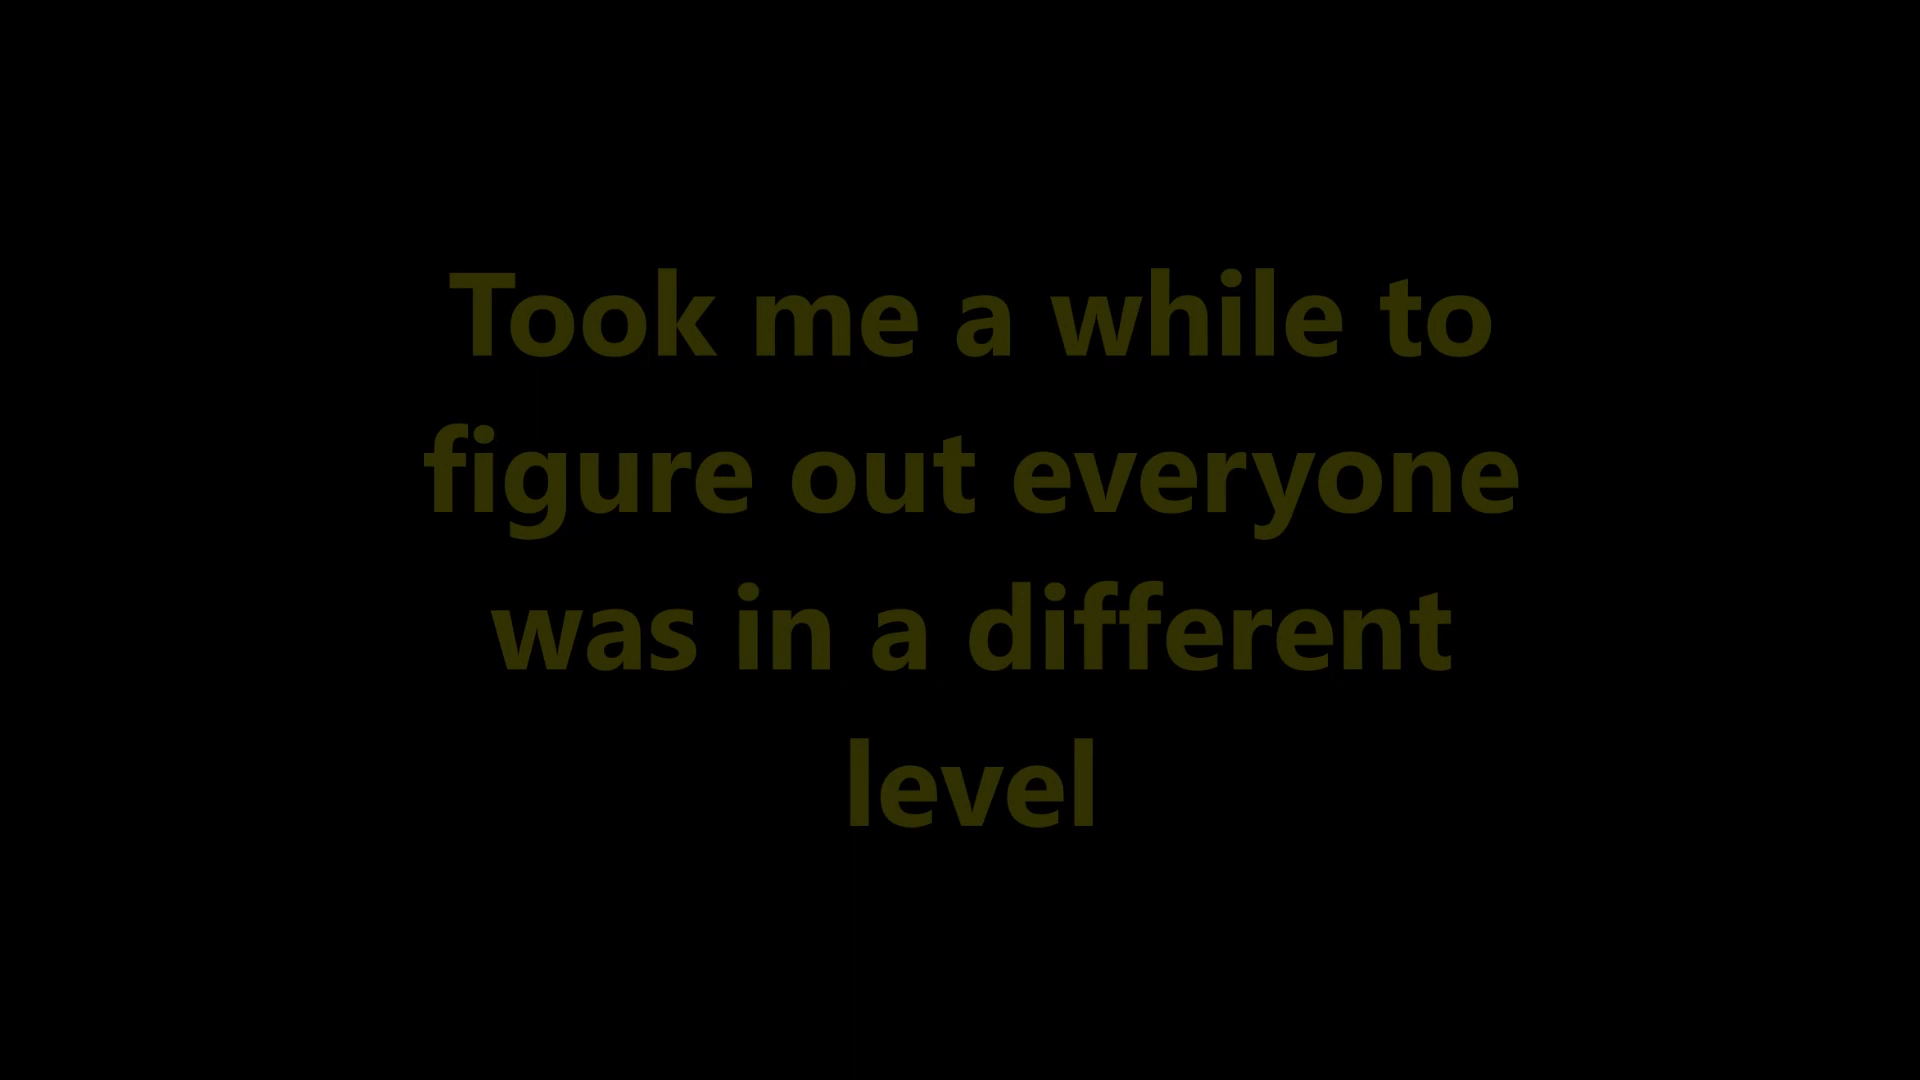 Took me a while to
figure out everyone
was in a different
level